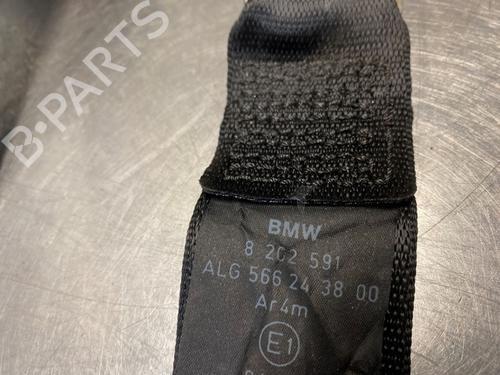 B-PARTS
BMW
8 202 591
ALG 566 24 38 00
Ar4m
E1